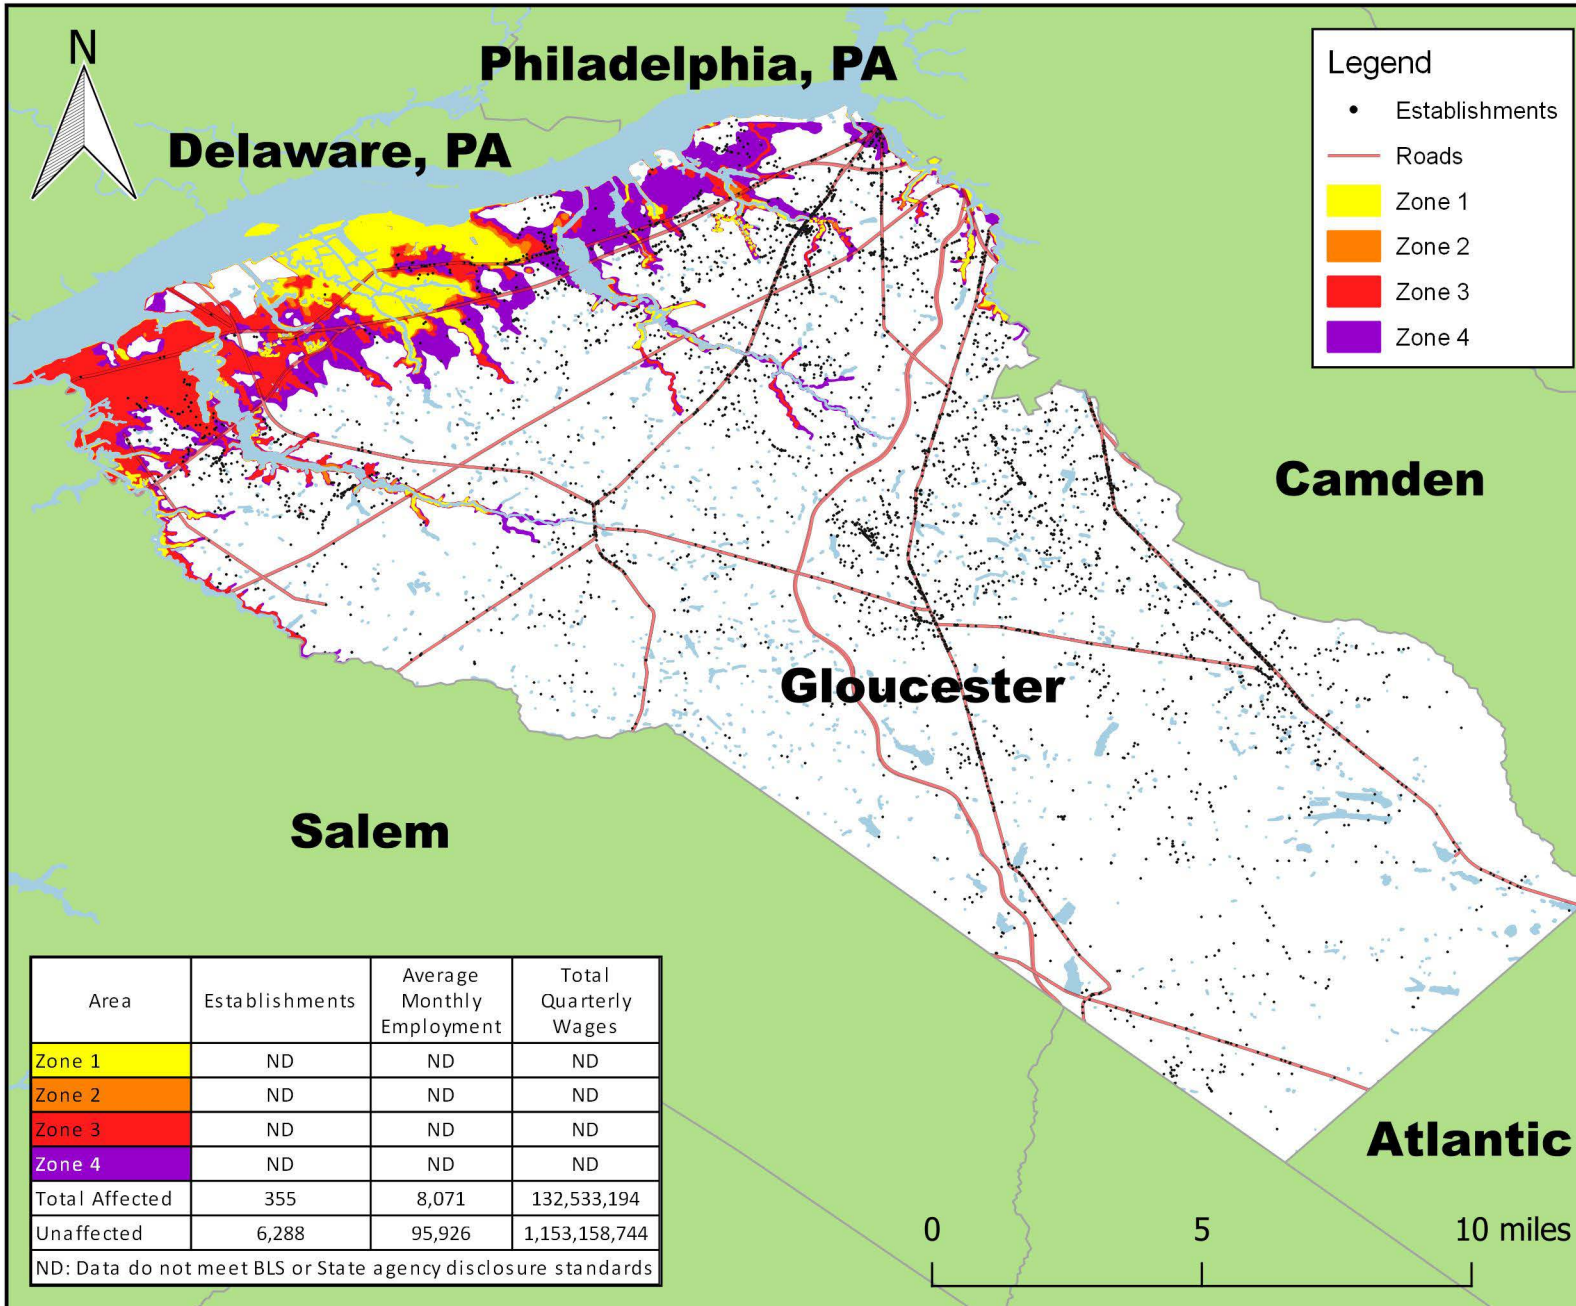 N
Philadelphia, PA
Delaware, PA
Legend
Establishments
Roads
Zone 1
Zone 2
Zone 3
Zone 4
Camden
Gloucester
Salem
Atlantic
Area Establishments Average Monthly Employment Total Quarterly Wages
Zone 1 ND ND ND
Zone 2 ND ND ND
Zone 3 ND ND ND
Zone 4 ND ND ND
Total Affected 355 8,071 132,533,194
Unaffected 6,288 95,926 1,153,158,744
ND: Data do not meet BLS or State agency disclosure standards
0 5 10 miles